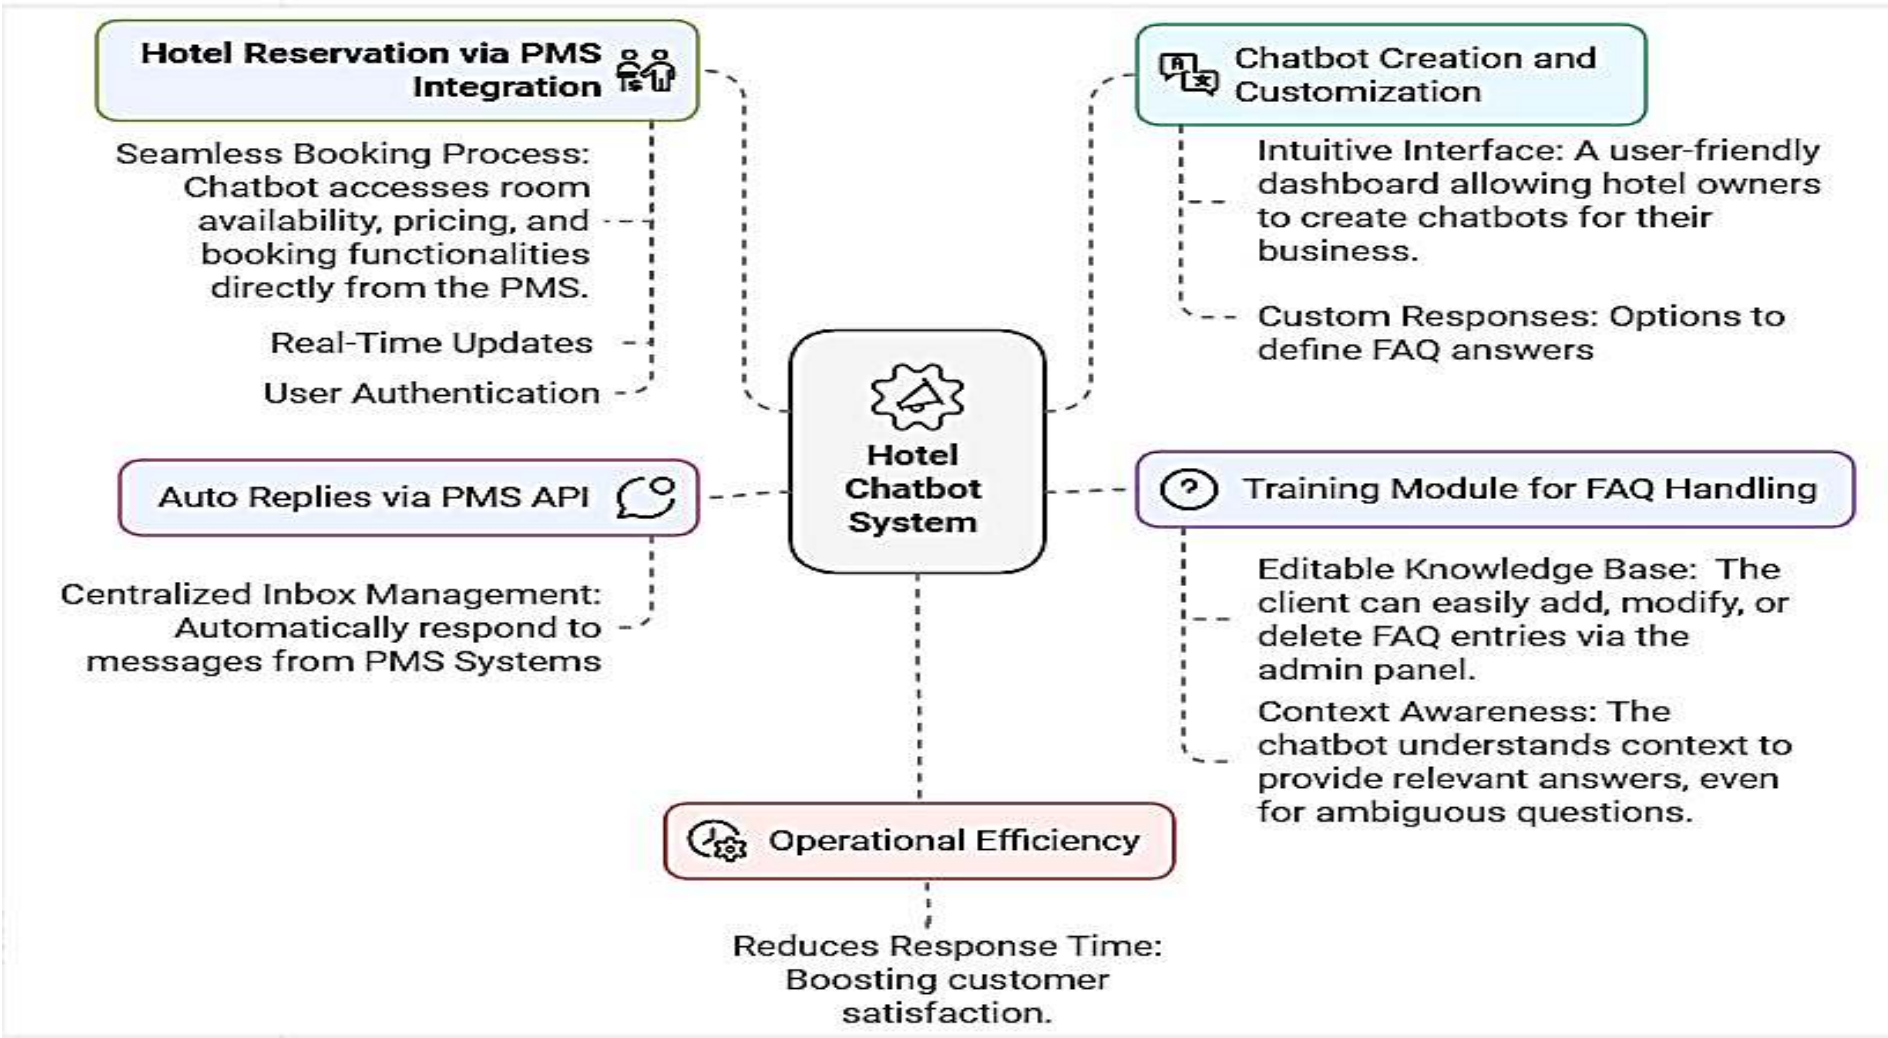 Hotel Reservation via PMS
Integration
Seamless Booking Process:
Chatbot accesses room
availability, pricing, and
booking functionalities
directly from the PMS.
Real-Time Updates
User Authentication
Auto Replies via PMS API
Centralized Inbox Management:
Automatically respond to
messages from PMS Systems
Hotel
Chatbot
System
Chatbot Creation and
Customization
Intuitive Interface: A user-friendly
dashboard allowing hotel owners
to create chatbots for their
business.
Custom Responses: Options to
define FAQ answers
Training Module for FAQ Handling
Editable Knowledge Base:  The
client can easily add, modify, or
delete FAQ entries via the
admin panel.
Context Awareness: The
chatbot understands context to
provide relevant answers, even
for ambiguous questions.
Operational Efficiency
Reduces Response Time:
Boosting customer
satisfaction.